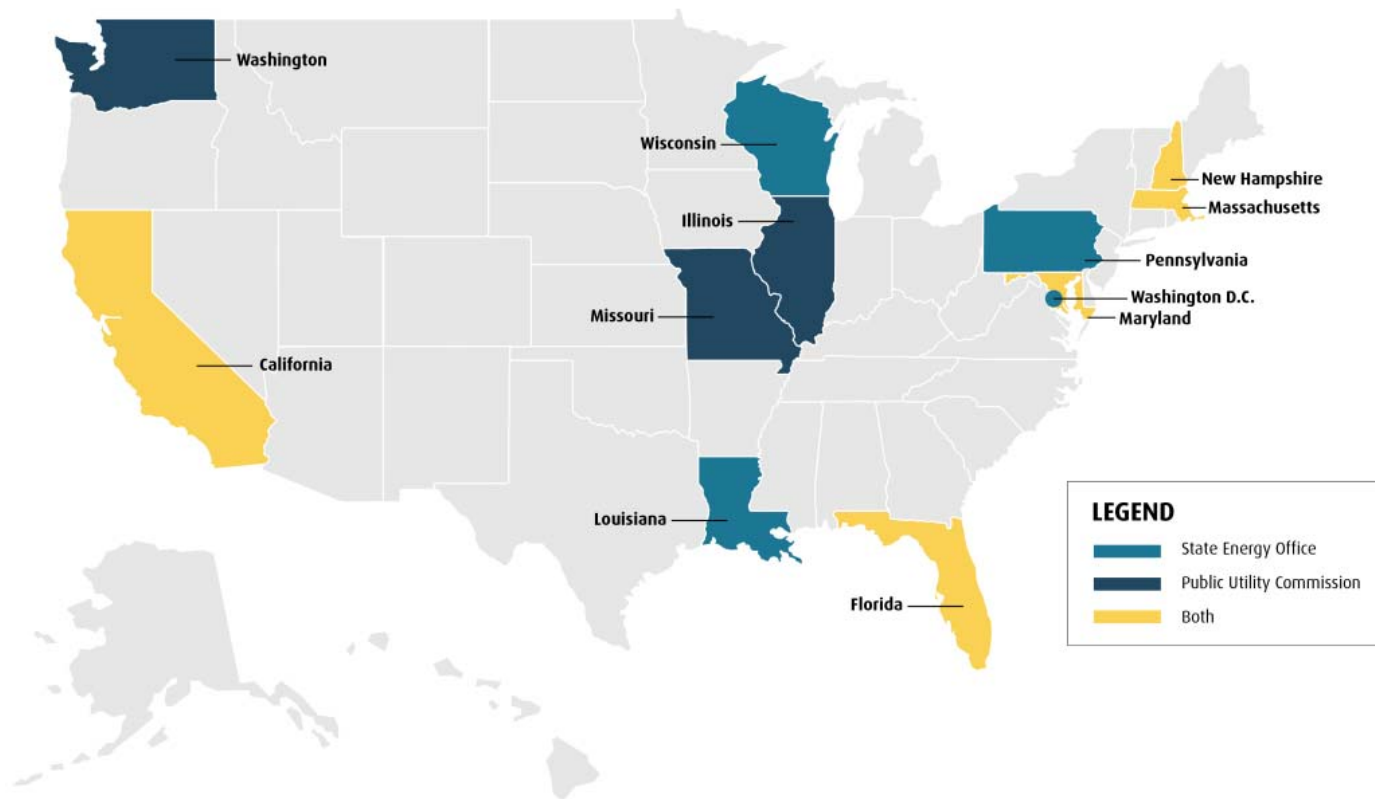 Washington
Wisconsin
New Hampshire
Massachusetts
Illinois
Pennsylvania
Washington D.C.
Missouri
Maryland
California
Louisiana
Florida
LEGEND
State Energy Office
Public Utility Commission
Both